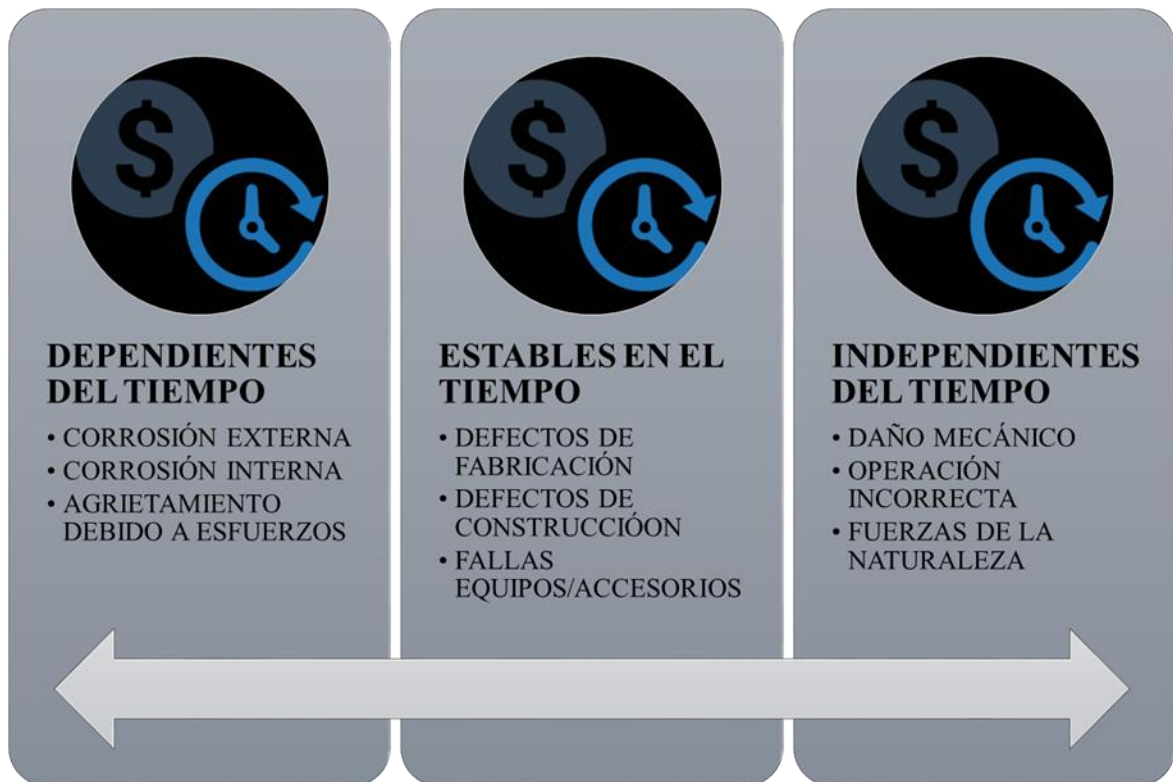 $
$
$
DEPENDIENTES
DEL TIEMPO
• CORROSIÓN EXTERNA
• CORROSIÓN INTERNA
• AGRIETAMIENTO
DEBIDO A ESFUERZOS
ESTABLES EN EL
TIEMPO
• DEFECTOS DE
FABRICACIÓN
• DEFECTOS DE
CONSTRUCCIÓON
• FALLAS
EQUIPOS/ACCESORIOS
INDEPENDIENTES
DEL TIEMPO
• DAÑO MECÁNICO
• OPERACIÓN
INCORRECTA
• FUERZAS DE LA
NATURALEZA